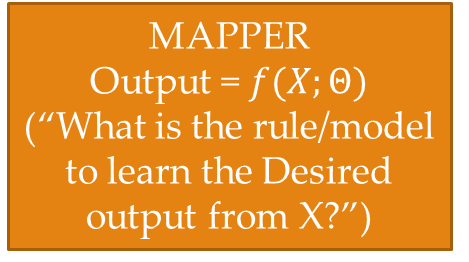 MAPPER
Output = 𝑓(𝑋; Θ)
(“What is the rule/model
to learn the Desired
output from X?”)